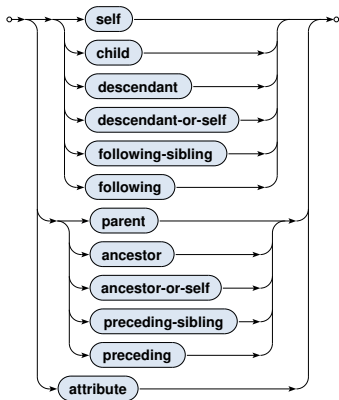 self
child
descendant
descendant-or-self
following-sibling
following
parent
ancestor
ancestor-or-self
preceding-sibling
preceding
attribute